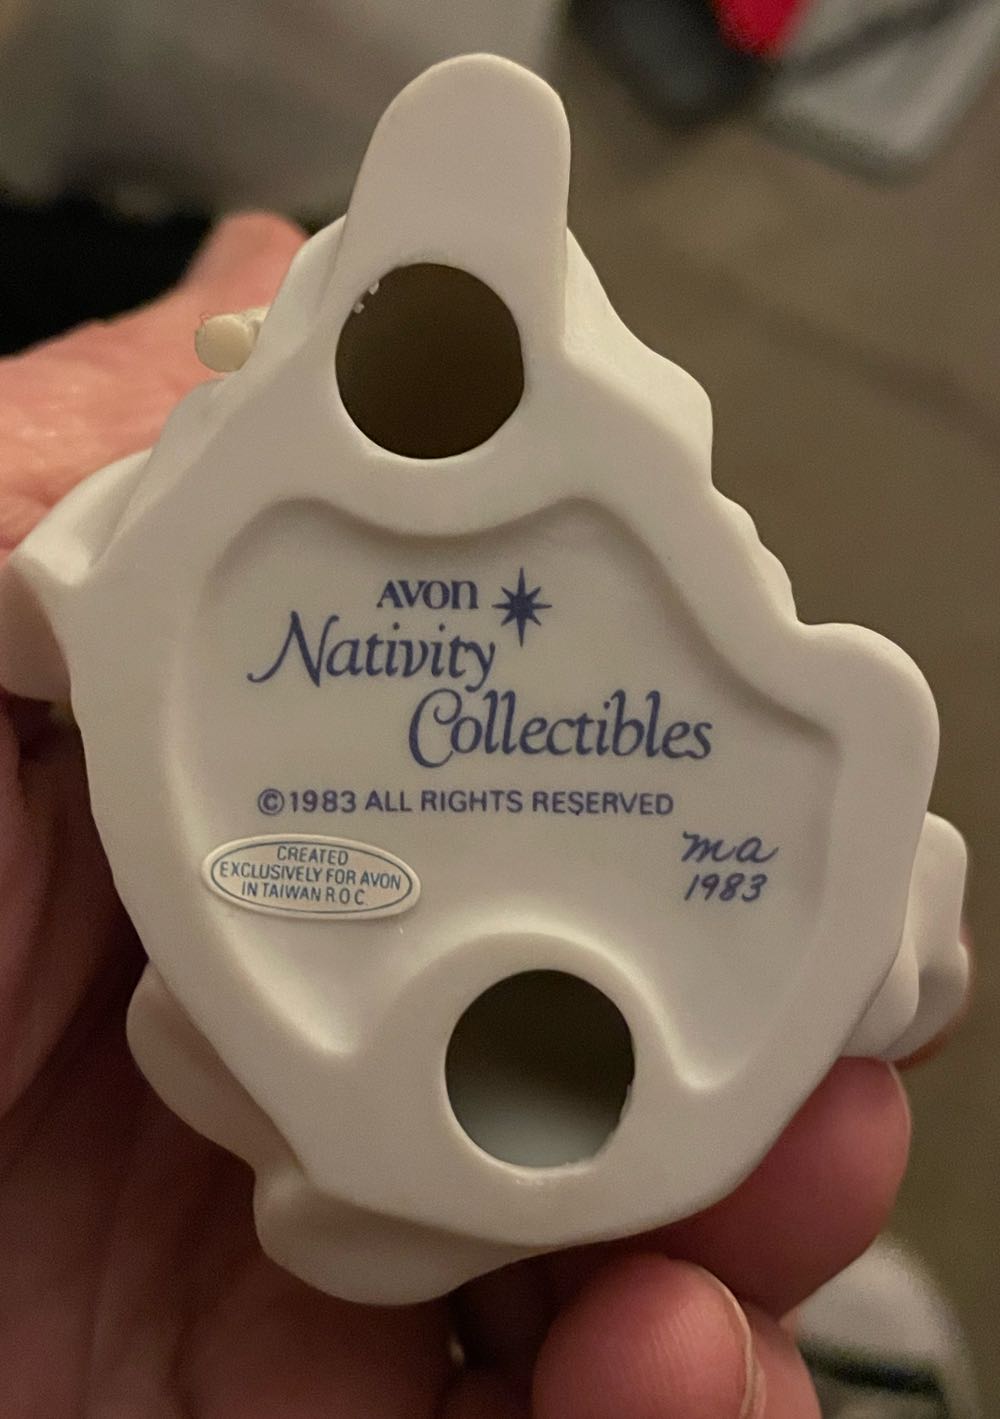 AVON
Nativity
Collectibles
©1983 ALL RIGHTS RESERVED
CREATED
EXCLUSIVELY FOR AVON
IN TAIWAN R.O.C.
ma
1983